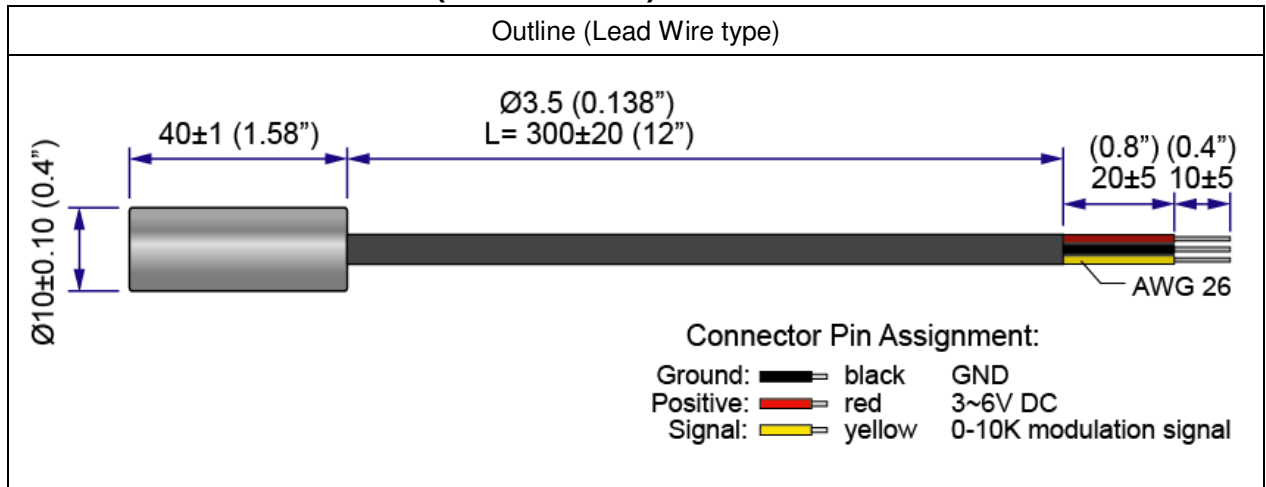 Outline (Lead Wire type)
Ø3.5 (0.138”)
40±1 (1.58”)
L= 300±20 (12”)
(0.8”) (0.4”)
20±5 10±5
Ø10±0.10 (0.4”)
AWG 26
Connector Pin Assignment:
Ground: black GND
Positive: red 3~6V DC
Signal: yellow 0-10K modulation signal